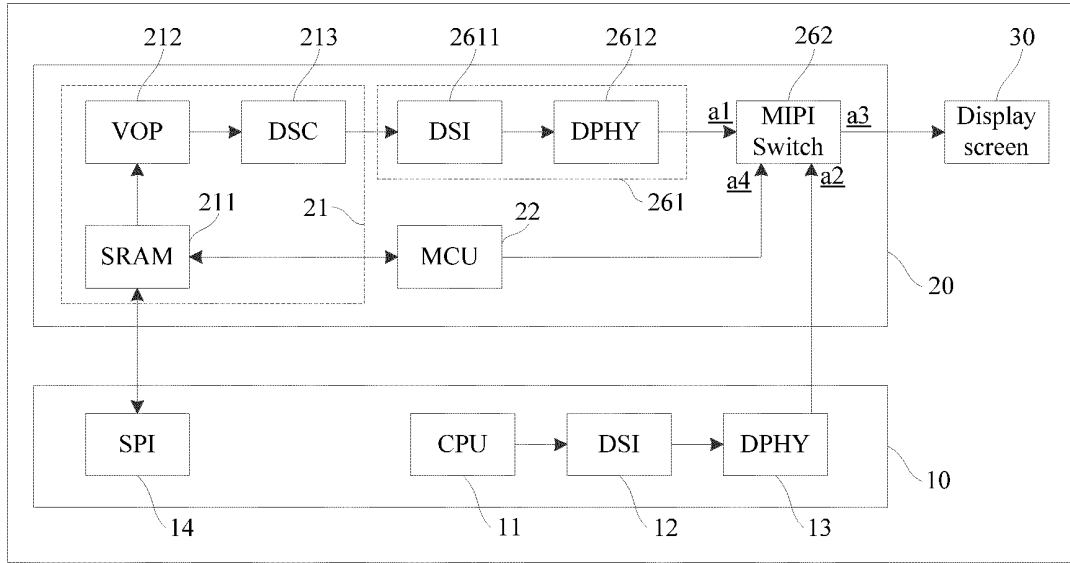 212
213
2611
2612
262
30
VOP
DSC
DSI
DPHY
a1
MIPI
Switch
a3
Display
screen
a4
a2
261
211
21
22
SRAM
MCU
20
SPI
CPU
DSI
DPHY
10
14
11
12
13